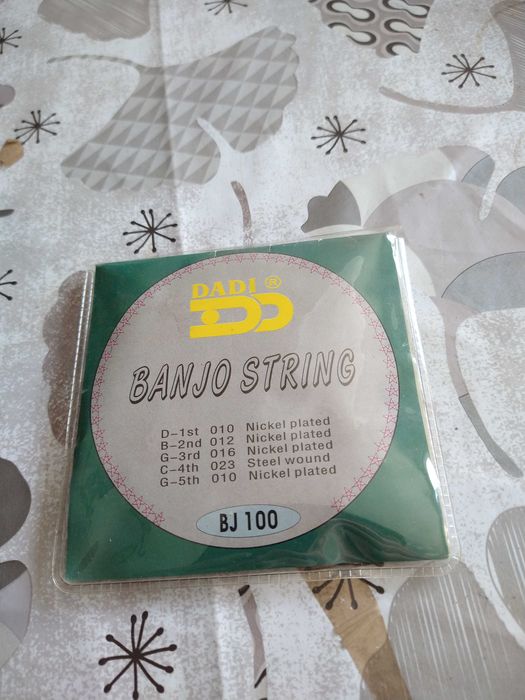 DADI ®
BANJO STRING
D-1st 010 Nickel plated
B-2nd 012 Nickel plated
G-3rd 016 Nickel plated
C-4th 023 Steel wound
G-5th 010 Nickel plated
BJ 100